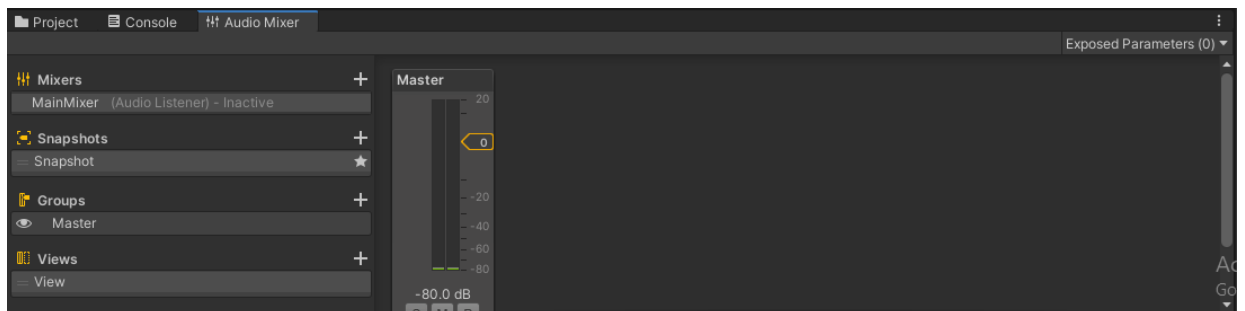 Project Console Audio Mixer
Exposed Parameters (0)
Mixers
MainMixer (Audio Listener) - Inactive
Snapshots
Snapshot
Groups
Master
Views
View
Master
20
0
-20
-40
-60
-80
-80.0 dB